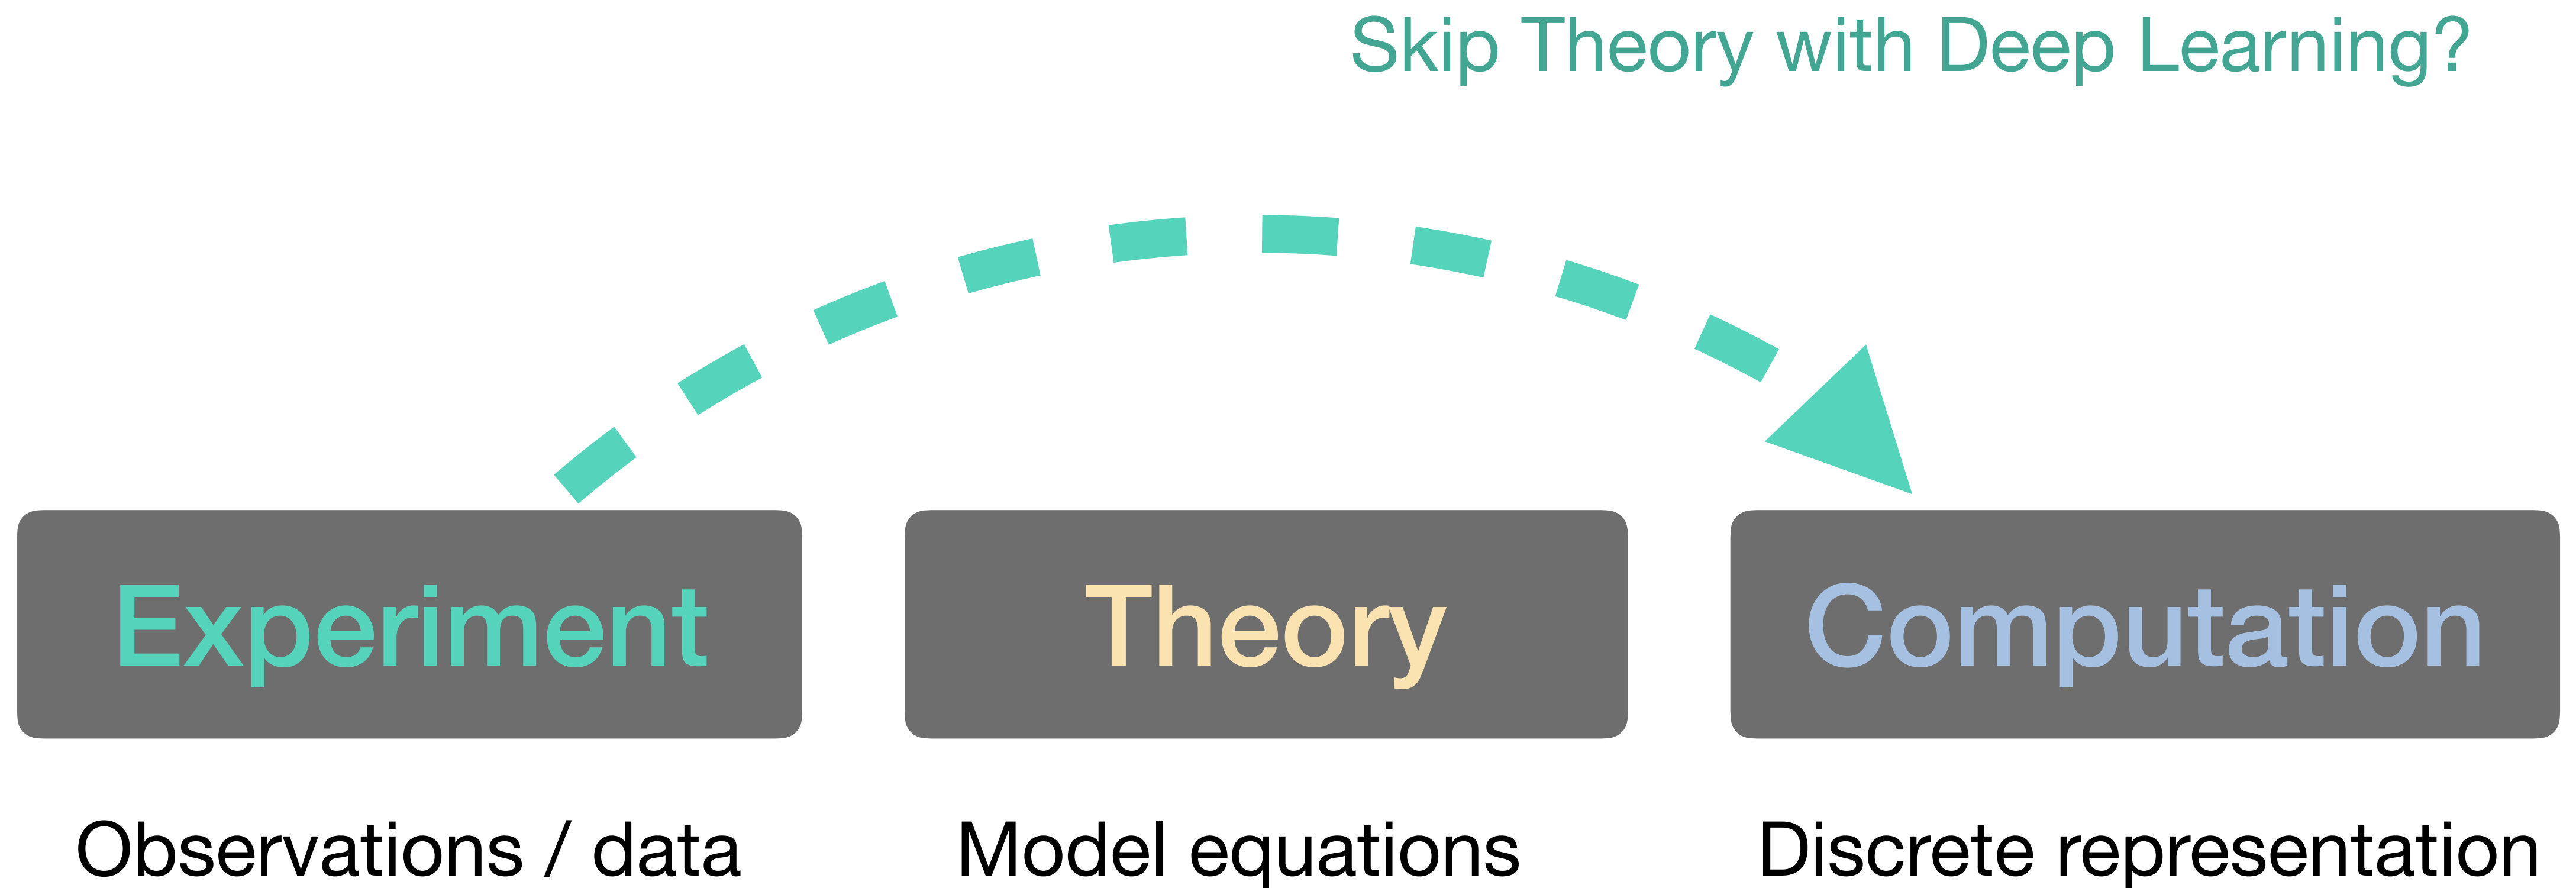 Skip Theory with Deep Learning?
Experiment
Theory
Computation
Observations / data
Model equations
Discrete representation